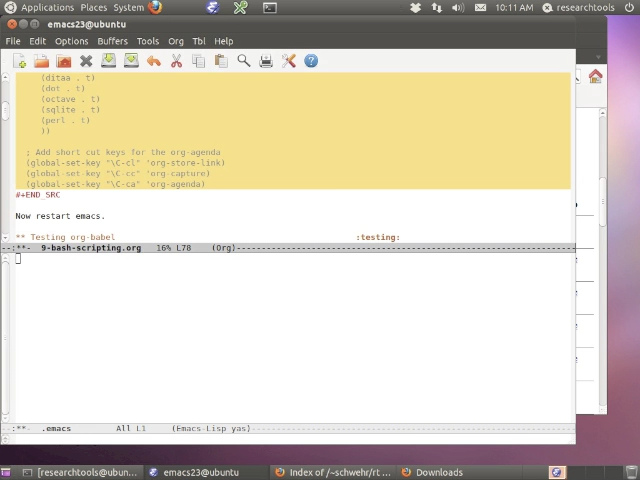 Applications Places System
10:11 AM
researchtools
emacs23@ubuntu
File Edit Options Buffers Tools Org Tbl Help
(ditaa . t)
(dot . t)
(octave . t)
(sqlite . t)
(perl . t)
))
; Add short cut keys for the org-agenda
(global-set-key "\C-cl" 'org-store-link)
(global-set-key "\C-cc" 'org-capture)
(global-set-key "\C-ca" 'org-agenda)
#+END_SRC
Now restart emacs.
** Testing org-babel :testing:
--:**- 9-bash-scripting.org 16% L78 (Org)
--:**- .emacs All L1 (Emacs-Lisp yas)
[researchtools@ubun... emacs23@ubuntu Index of /~schwehr/rt ... Downloads